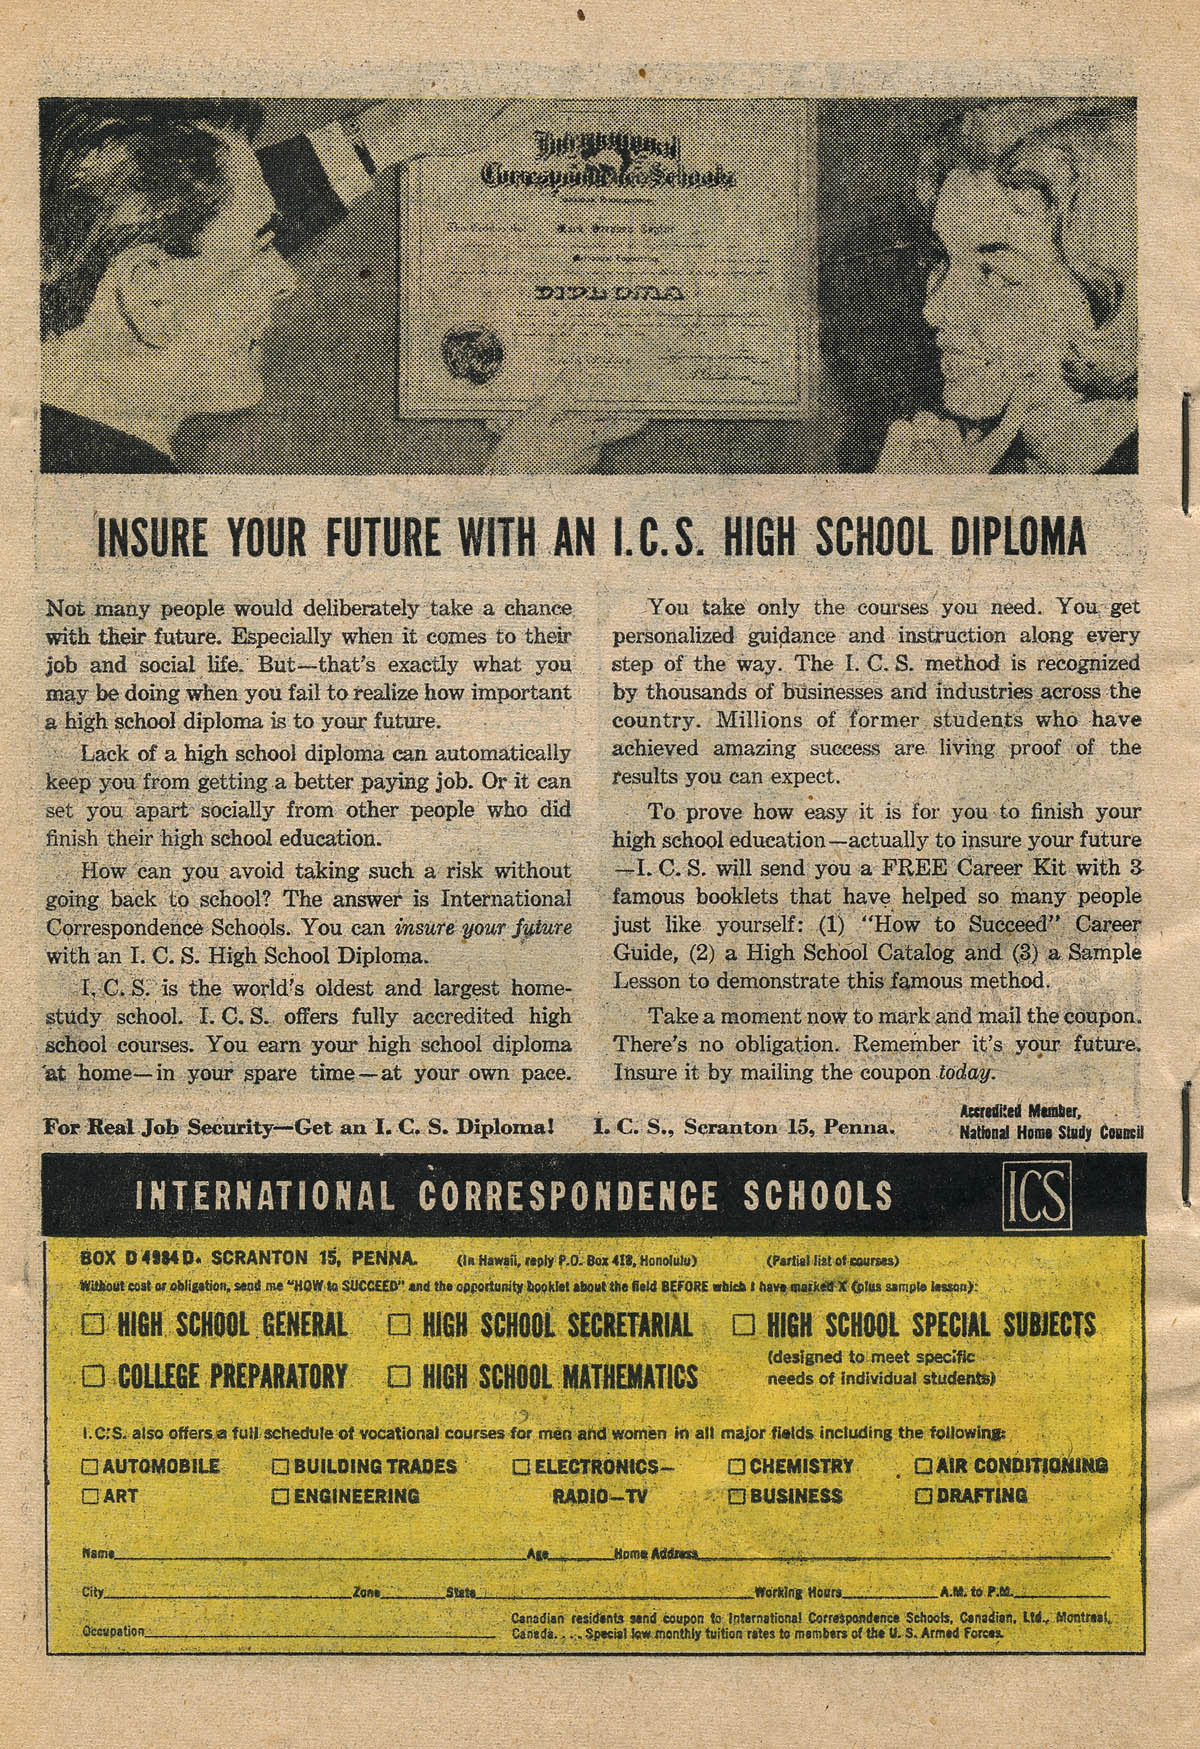 International
Correspondence Schools
DIPLOMA
INSURE YOUR FUTURE WITH AN I.C.S. HIGH SCHOOL DIPLOMA
Not many people would deliberately take a chance
with their future. Especially when it comes to their
job and social life. But—that's exactly what you
may be doing when you fail to realize how important
a high school diploma is to your future.
Lack of a high school diploma can automatically
keep you from getting a better paying job. Or it can
set you apart socially from other people who did
finish their high school education.
How can you avoid taking such a risk without
going back to school? The answer is International
Correspondence Schools. You can insure your future
with an I. C. S. High School Diploma.
I. C. S. is the world's oldest and largest home-
study school. I. C. S. offers fully accredited high
school courses. You earn your high school diploma
at home—in your spare time—at your own pace.
You take only the courses you need. You get
personalized guidance and instruction along every
step of the way. The I. C. S. method is recognized
by thousands of businesses and industries across the
country. Millions of former students who have
achieved amazing success are living proof of the
results you can expect.
To prove how easy it is for you to finish your
high school education—actually to insure your future
—I. C. S. will send you a FREE Career Kit with 3
famous booklets that have helped so many people
just like yourself: (1) "How to Succeed" Career
Guide, (2) a High School Catalog and (3) a Sample
Lesson to demonstrate this famous method.
Take a moment now to mark and mail the coupon.
There's no obligation. Remember it's your future.
Insure it by mailing the coupon today.
For Real Job Security—Get an I. C. S. Diploma! I. C. S., Scranton 15, Penna.
Accredited Member,
National Home Study Council
INTERNATIONAL CORRESPONDENCE SCHOOLS ICS
BOX D 4984 D. SCRANTON 15, PENNA. (In Hawaii, reply P.O. Box 418, Honolulu) (Partial list of courses)
Without cost or obligation, send me "HOW to SUCCEED" and the opportunity booklet about the field BEFORE which I have marked X (plus sample lesson):
HIGH SCHOOL GENERAL HIGH SCHOOL SECRETARIAL HIGH SCHOOL SPECIAL SUBJECTS
COLLEGE PREPARATORY HIGH SCHOOL MATHEMATICS
(designed to meet specific
needs of individual students)
I.C.S. also offers a full schedule of vocational courses for men and women in all major fields including the following:
AUTOMOBILE BUILDING TRADES ELECTRONICS— CHEMISTRY AIR CONDITIONING
ART ENGINEERING RADIO—TV BUSINESS DRAFTING
Name Age Home Address
City Zone State Working Hours A.M. to P.M.
Occupation
Canadian residents send coupon to International Correspondence Schools, Canadian, Ltd., Montreal,
Canada. . . . Special low monthly tuition rates to members of the U. S. Armed Forces.